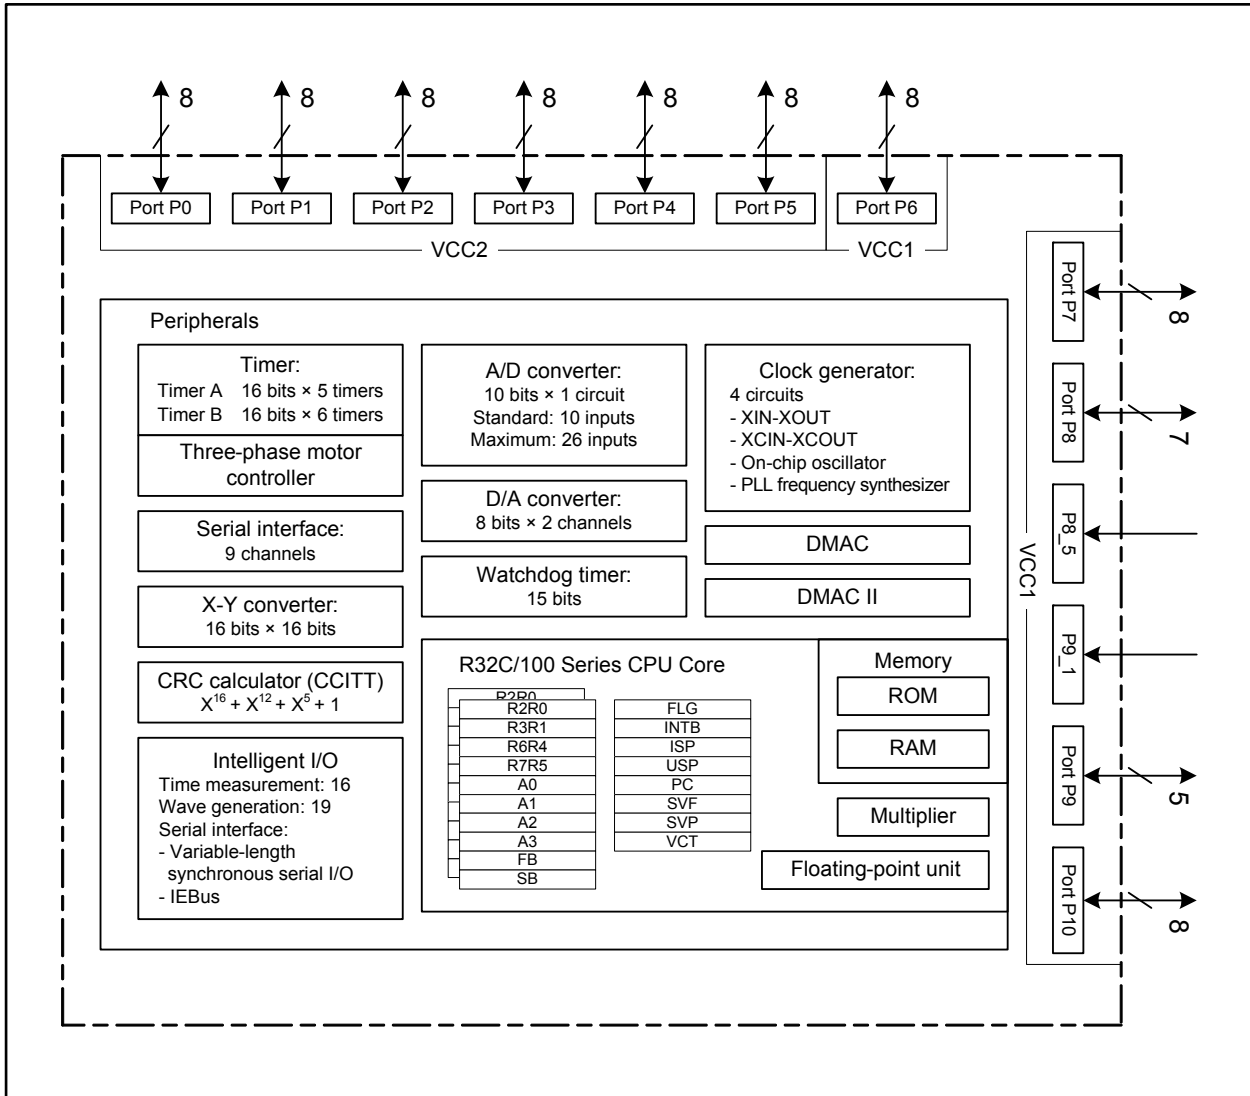 8
8
8
8
8
8
8
Port P0
Port P1
Port P2
Port P3
Port P4
Port P5
Port P6
VCC2
VCC1
Port P7
8
Port P8
7
P8_5
P9_1
Port P9
5
Port P10
8
VCC1
Peripherals
Timer:
Timer A 16 bits × 5 timers
Timer B 16 bits × 6 timers
Three-phase motor
controller
Serial interface:
9 channels
X-Y converter:
16 bits × 16 bits
CRC calculator (CCITT)
X¹⁶ + X¹² + X⁵ + 1
Intelligent I/O
Time measurement: 16
Wave generation: 19
Serial interface:
- Variable-length
synchronous serial I/O
- IEBus
A/D converter:
10 bits × 1 circuit
Standard: 10 inputs
Maximum: 26 inputs
D/A converter:
8 bits × 2 channels
Watchdog timer:
15 bits
Clock generator:
4 circuits
- XIN-XOUT
- XCIN-XCOUT
- On-chip oscillator
- PLL frequency synthesizer
DMAC
DMAC II
R32C/100 Series CPU Core
R2R0
R2R0
R3R1
R6R4
R7R5
A0
A1
A2
A3
FB
SB
FLG
INTB
ISP
USP
PC
SVF
SVP
VCT
Memory
ROM
RAM
Multiplier
Floating-point unit